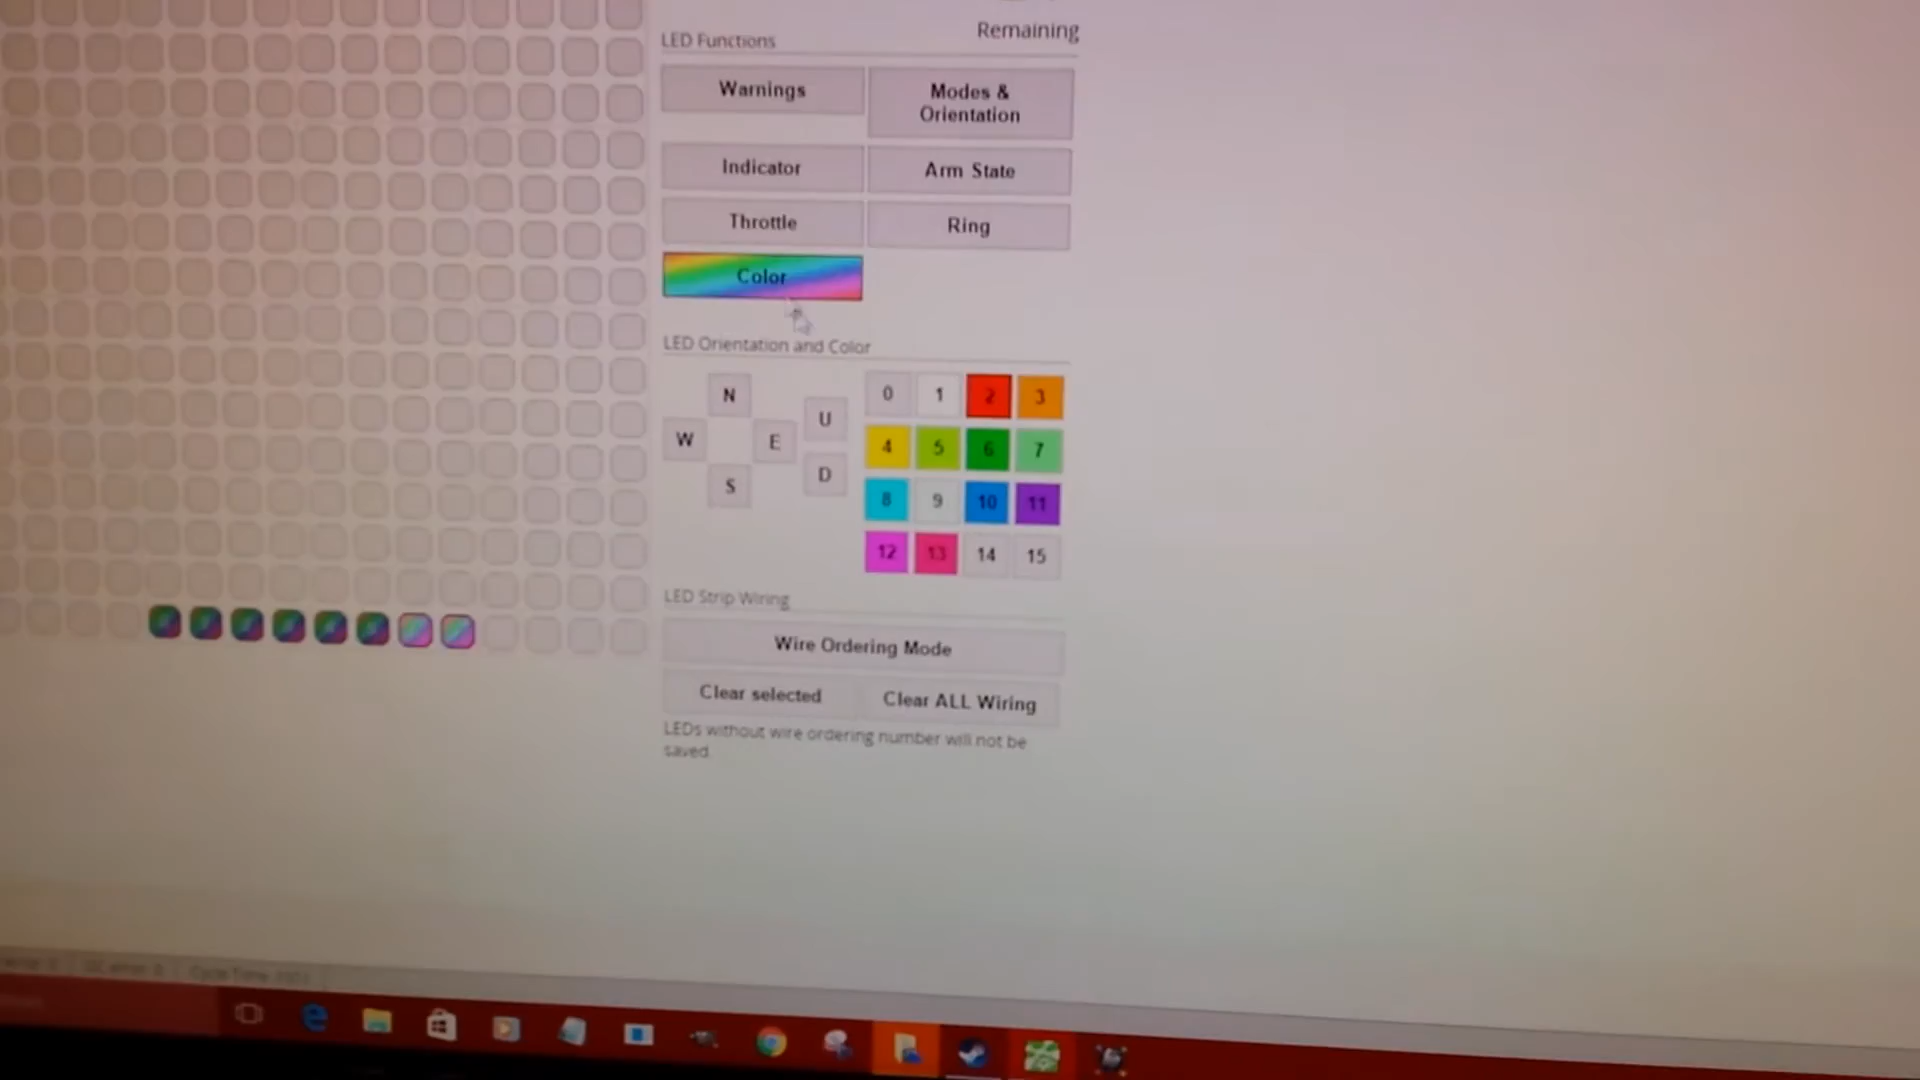 Remaining
LED Functions
Warnings
Modes &
Orientation
Indicator
Arm State
Throttle
Ring
Color
LED Orientation and Color
N
W
E
S
U
D
0 1 2 3
4 5 6 7
8 9 10 11
12 13 14 15
LED Strip Wiring
Wire Ordering Mode
Clear selected
Clear ALL Wiring
LEDs without wire ordering number will not be
saved.
Cycle Time